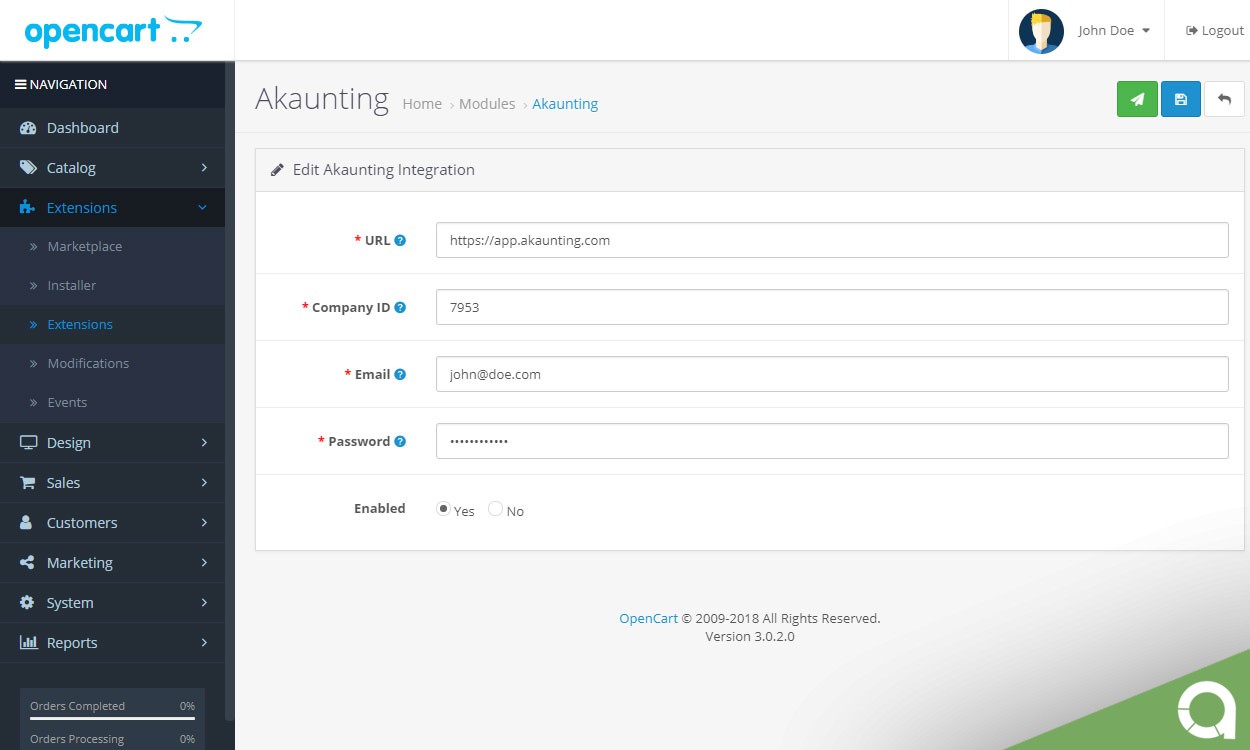 opencart
John Doe
Logout
NAVIGATION
Dashboard
Catalog
Extensions
Marketplace
Installer
Extensions
Modifications
Events
Design
Sales
Customers
Marketing
System
Reports
Orders Completed 0%
Orders Processing 0%
Akaunting Home › Modules › Akaunting
Edit Akaunting Integration
* URL ? https://app.akaunting.com
* Company ID ? 7953
* Email ? john@doe.com
* Password ? ••••••••••••
Enabled Yes No
OpenCart © 2009-2018 All Rights Reserved.
Version 3.0.2.0